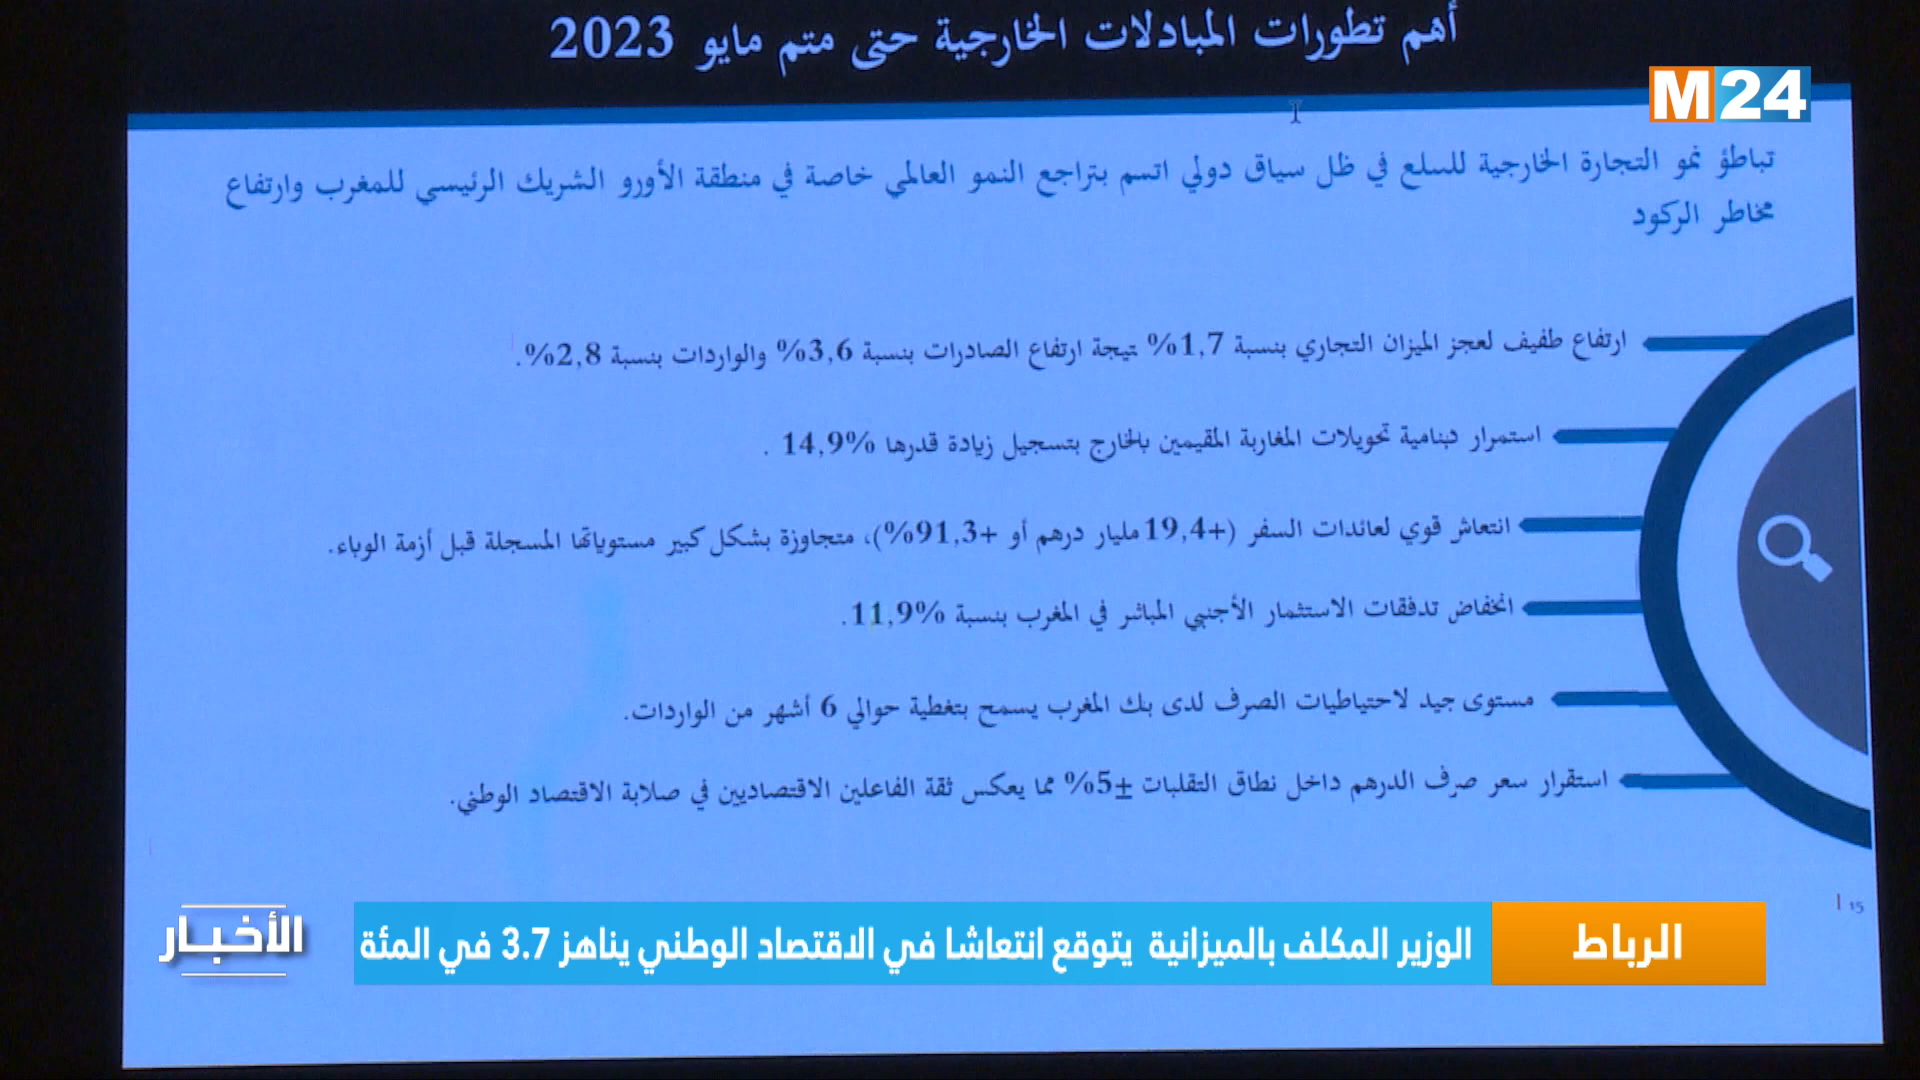 أهم تطورات المبادلات الخارجية حتى متم مايو 2023
M24
تباطؤ نمو التجارة الخارجية للسلع في ظل سياق دولي اتسم بتراجع النمو العالمي خاصة في منطقة الأورو الشريك الرئيسي للمغرب وارتفاع
مخاطر الركود
ارتفاع طفيف لعجز الميزان التجاري بنسبة 1,7% نتيجة ارتفاع الصادرات بنسبة 3,6% والواردات بنسبة 2,8%.
استمرار دينامية تحويلات المغاربة المقيمين بالخارج بتسجيل زيادة قدرها 14,9% .
انتعاش قوي لعائدات السفر (+19,4 مليار درهم أو +91,3%)، متجاوزة بشكل كبير مستوياتها المسجلة قبل أزمة الوباء.
انخفاض تدفقات الاستثمار الأجنبي المباشر في المغرب بنسبة 11,9%.
مستوى جيد لاحتياطيات الصرف لدى بنك المغرب يسمح بتغطية حوالي 6 أشهر من الواردات.
استقرار سعر صرف الدرهم داخل نطاق التقلبات ±5% مما يعكس ثقة الفاعلين الاقتصاديين في صلابة الاقتصاد الوطني.
15
الرباط
الوزير المكلف بالميزانية يتوقع انتعاشا في الاقتصاد الوطني يناهز 3.7 في المئة
الأخبار